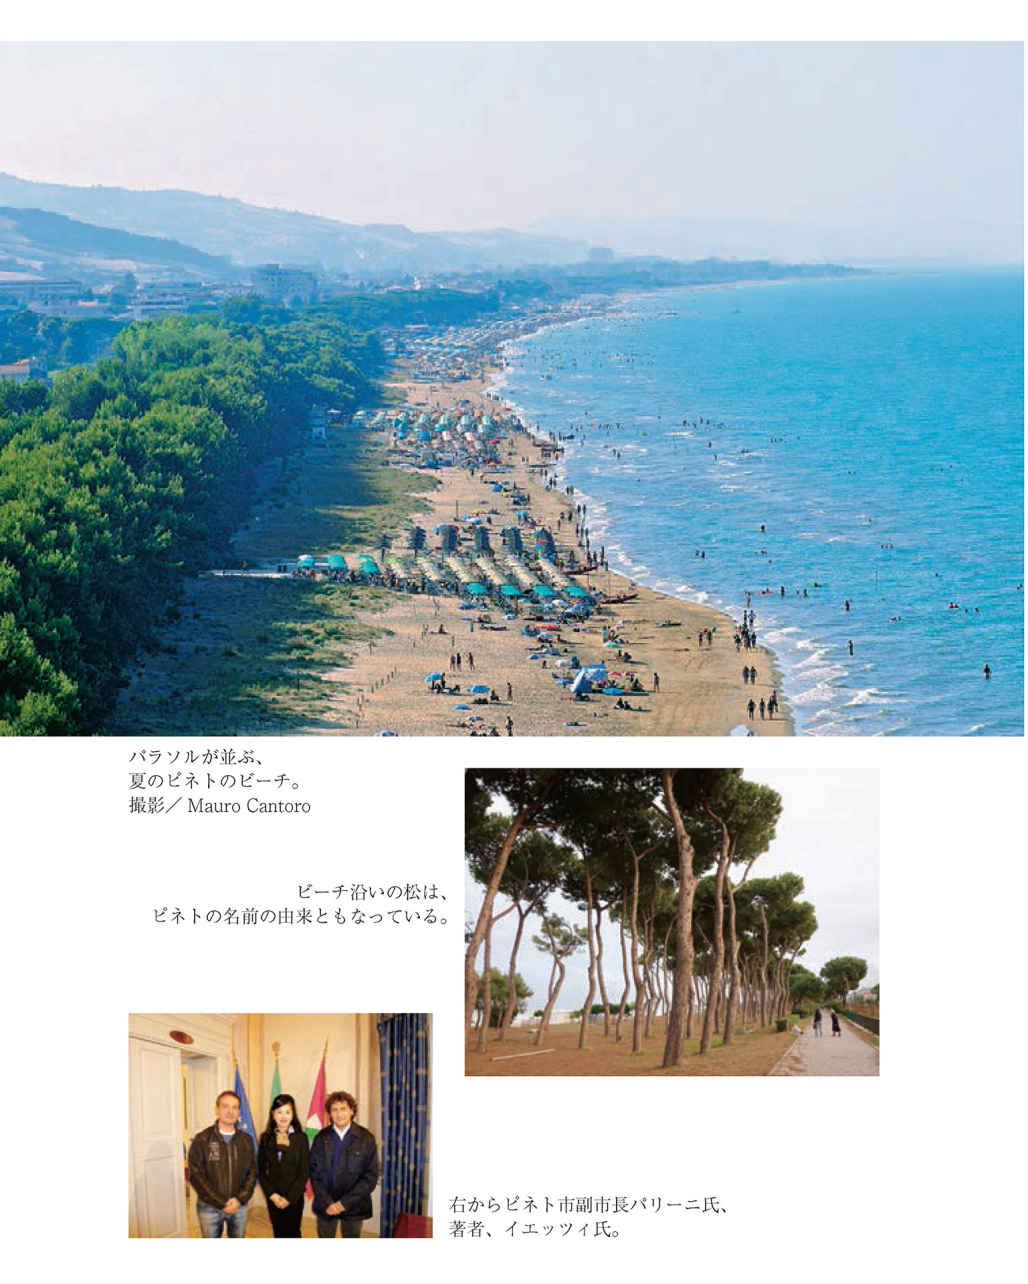 パラソルが並ぶ、
夏のピネトのビーチ。
撮影／Mauro Cantoro
ビーチ沿いの松は、
ピネトの名前の由来ともなっている。
右からピネト市副市長パリーニ氏、
著者、イエッツィ氏。